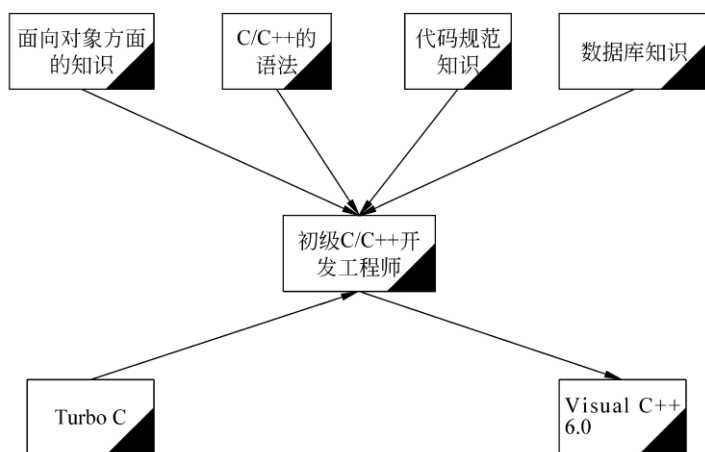 面向对象方面
的知识
C/C++的
语法
代码规范
知识
数据库知识
初级C/C++开
发工程师
Turbo C
Visual C++
6.0